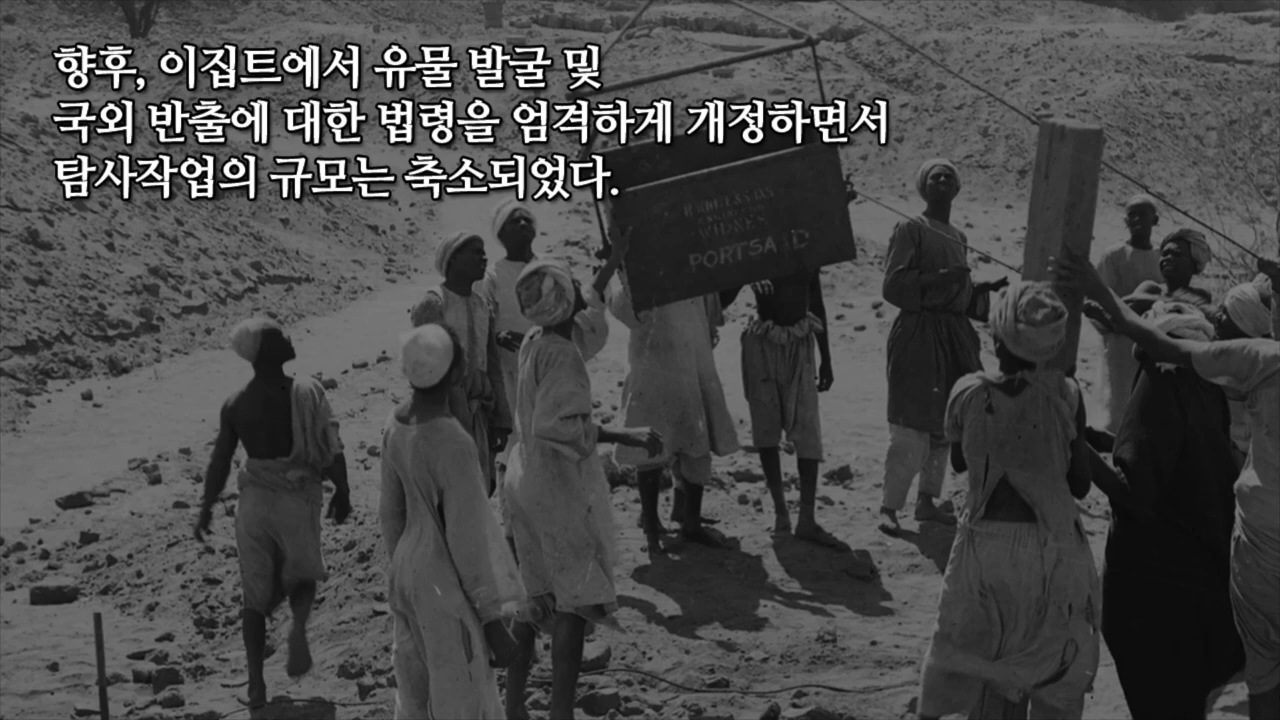 향후, 이집트에서 유물 발굴 및
국외 반출에 대한 법령을 엄격하게 개정하면서
탐사작업의 규모는 축소되었다.
PORTSAID